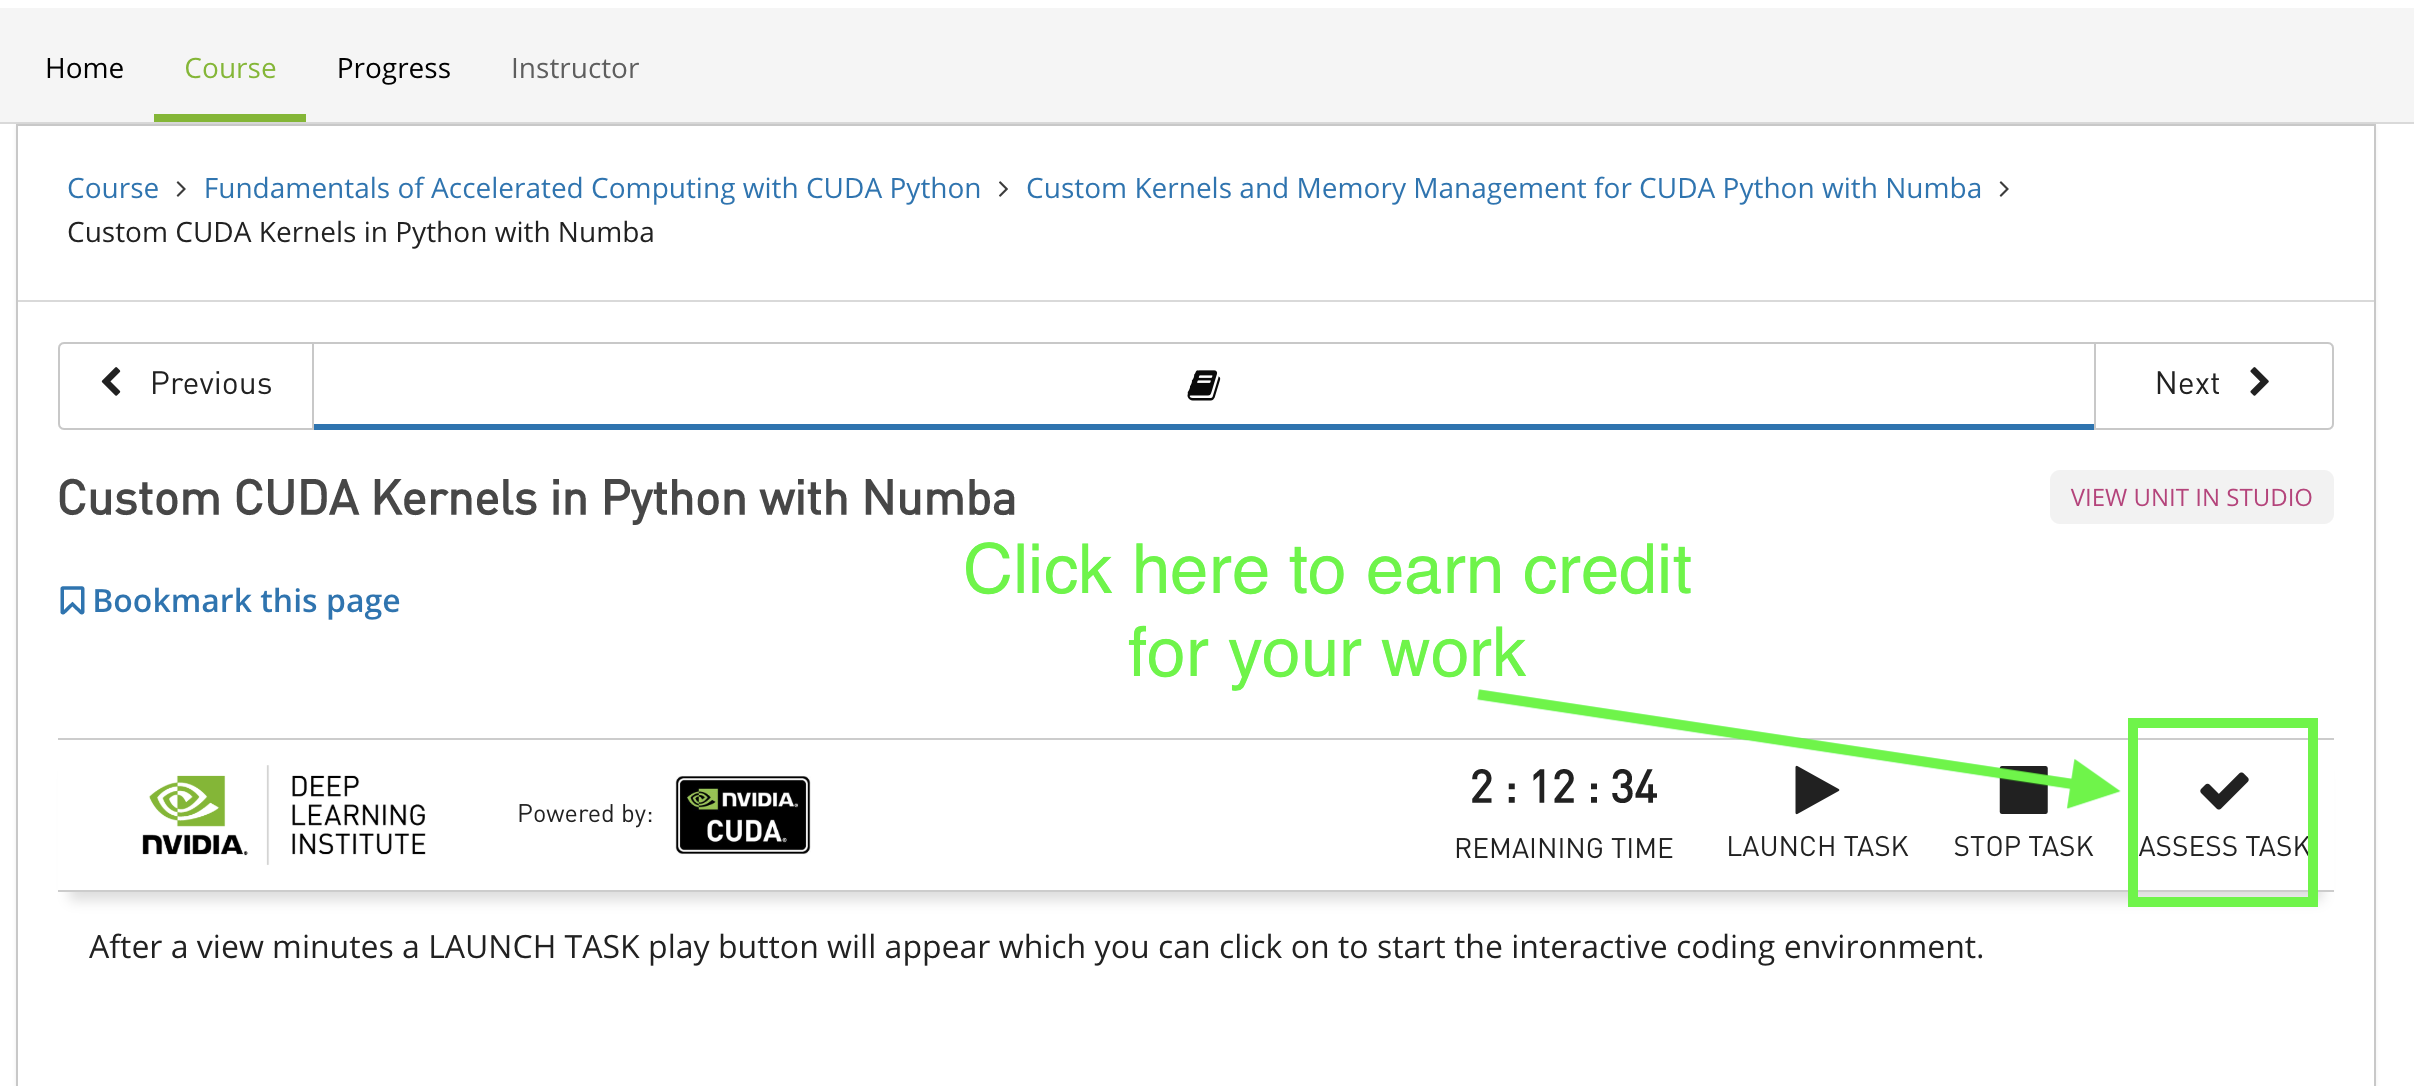 Home Course Progress Instructor
Course > Fundamentals of Accelerated Computing with CUDA Python > Custom Kernels and Memory Management for CUDA Python with Numba >
Custom CUDA Kernels in Python with Numba
Previous Next
Custom CUDA Kernels in Python with Numba
VIEW UNIT IN STUDIO
Click here to earn credit
for your work
Bookmark this page
NVIDIA.
DEEP
LEARNING
INSTITUTE
Powered by:
NVIDIA.
CUDA.
2 : 12 : 34
REMAINING TIME
LAUNCH TASK
STOP TASK
ASSESS TASK
After a view minutes a LAUNCH TASK play button will appear which you can click on to start the interactive coding environment.